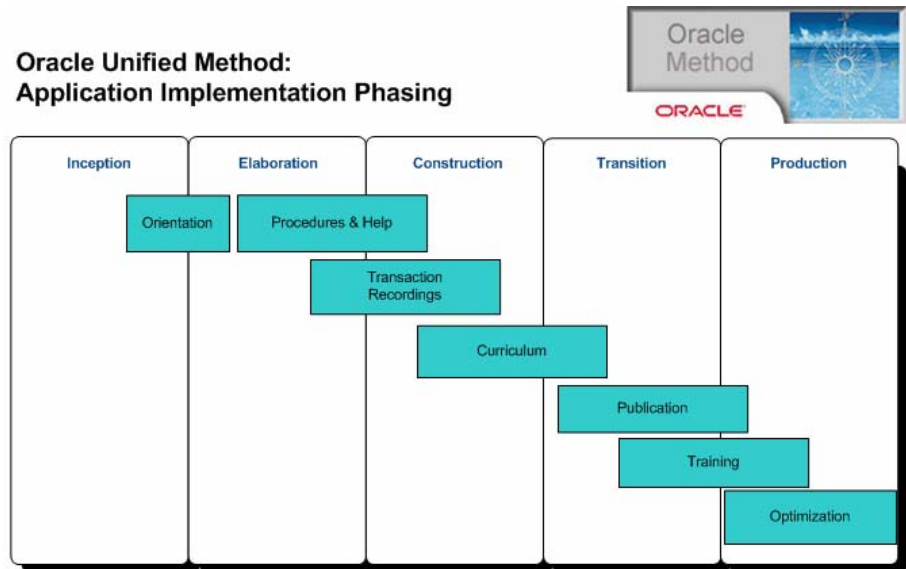 Oracle Unified Method:
Application Implementation Phasing
Oracle
Method
ORACLE
Inception
Elaboration
Construction
Transition
Production
Orientation
Procedures & Help
Transaction
Recordings
Curriculum
Publication
Training
Optimization